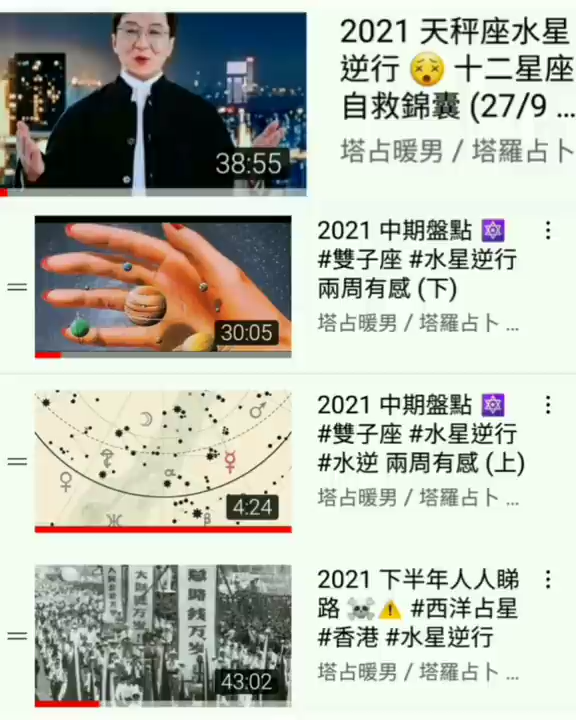 2021 天秤座水星
逆行 😵 十二星座
自救錦囊 (27/9 ...
塔占暖男 / 塔羅占卜
38:55
2021 中期盤點 🔯
#雙子座 #水星逆行
兩周有感 (下)
塔占暖男 / 塔羅占卜 ...
30:05
2021 中期盤點 🔯
#雙子座 #水星逆行
#水逆 兩周有感 (上)
塔占暖男 / 塔羅占卜 ...
4:24
2021 下半年人人睇
路 ☠️⚠️ #西洋占星
#香港 #水星逆行
塔占暖男 / 塔羅占卜 ...
总路线万岁
43:02